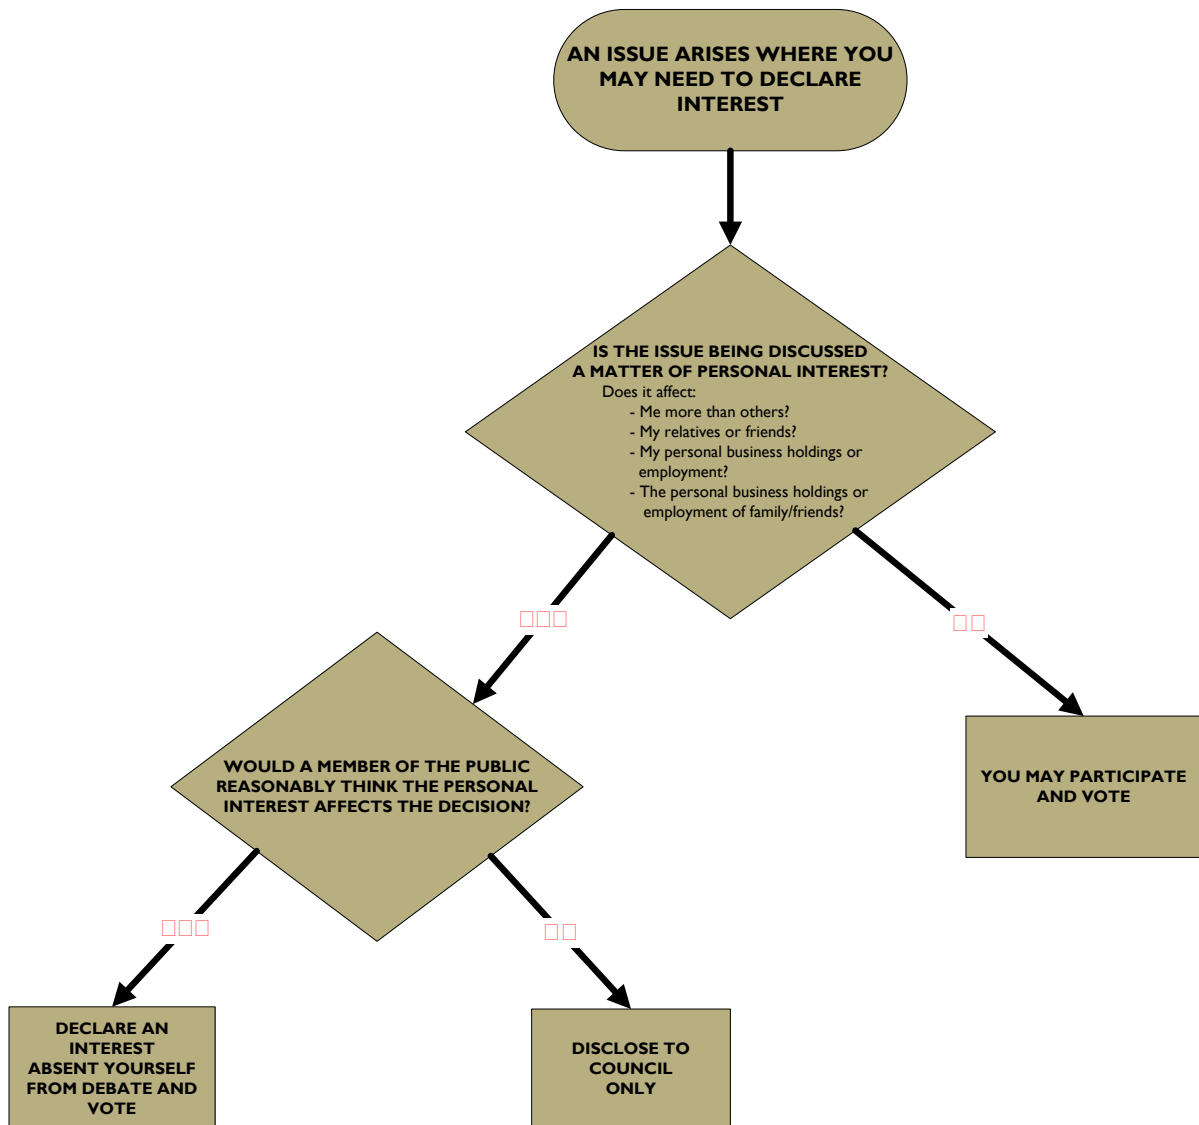 AN ISSUE ARISES WHERE YOU
MAY NEED TO DECLARE
INTEREST
IS THE ISSUE BEING DISCUSSED
A MATTER OF PERSONAL INTEREST?
Does it affect:
- Me more than others?
- My relatives or friends?
- My personal business holdings or
employment?
- The personal business holdings or
employment of family/friends?
WOULD A MEMBER OF THE PUBLIC
REASONABLY THINK THE PERSONAL
INTEREST AFFECTS THE DECISION?
YOU MAY PARTICIPATE
AND VOTE
DECLARE AN
INTEREST
ABSENT YOURSELF
FROM DEBATE AND
VOTE
DISCLOSE TO
COUNCIL
ONLY